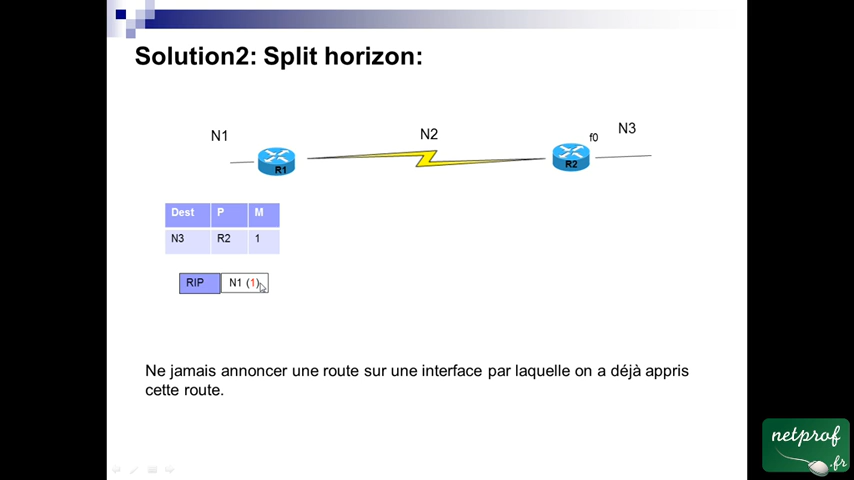 Solution2: Split horizon:
N1
N2
f0
N3
R1
R2
Dest P M
N3 R2 1
RIP N1 (1)
Ne jamais annoncer une route sur une interface par laquelle on a déjà appris
cette route.
netprof
.fr